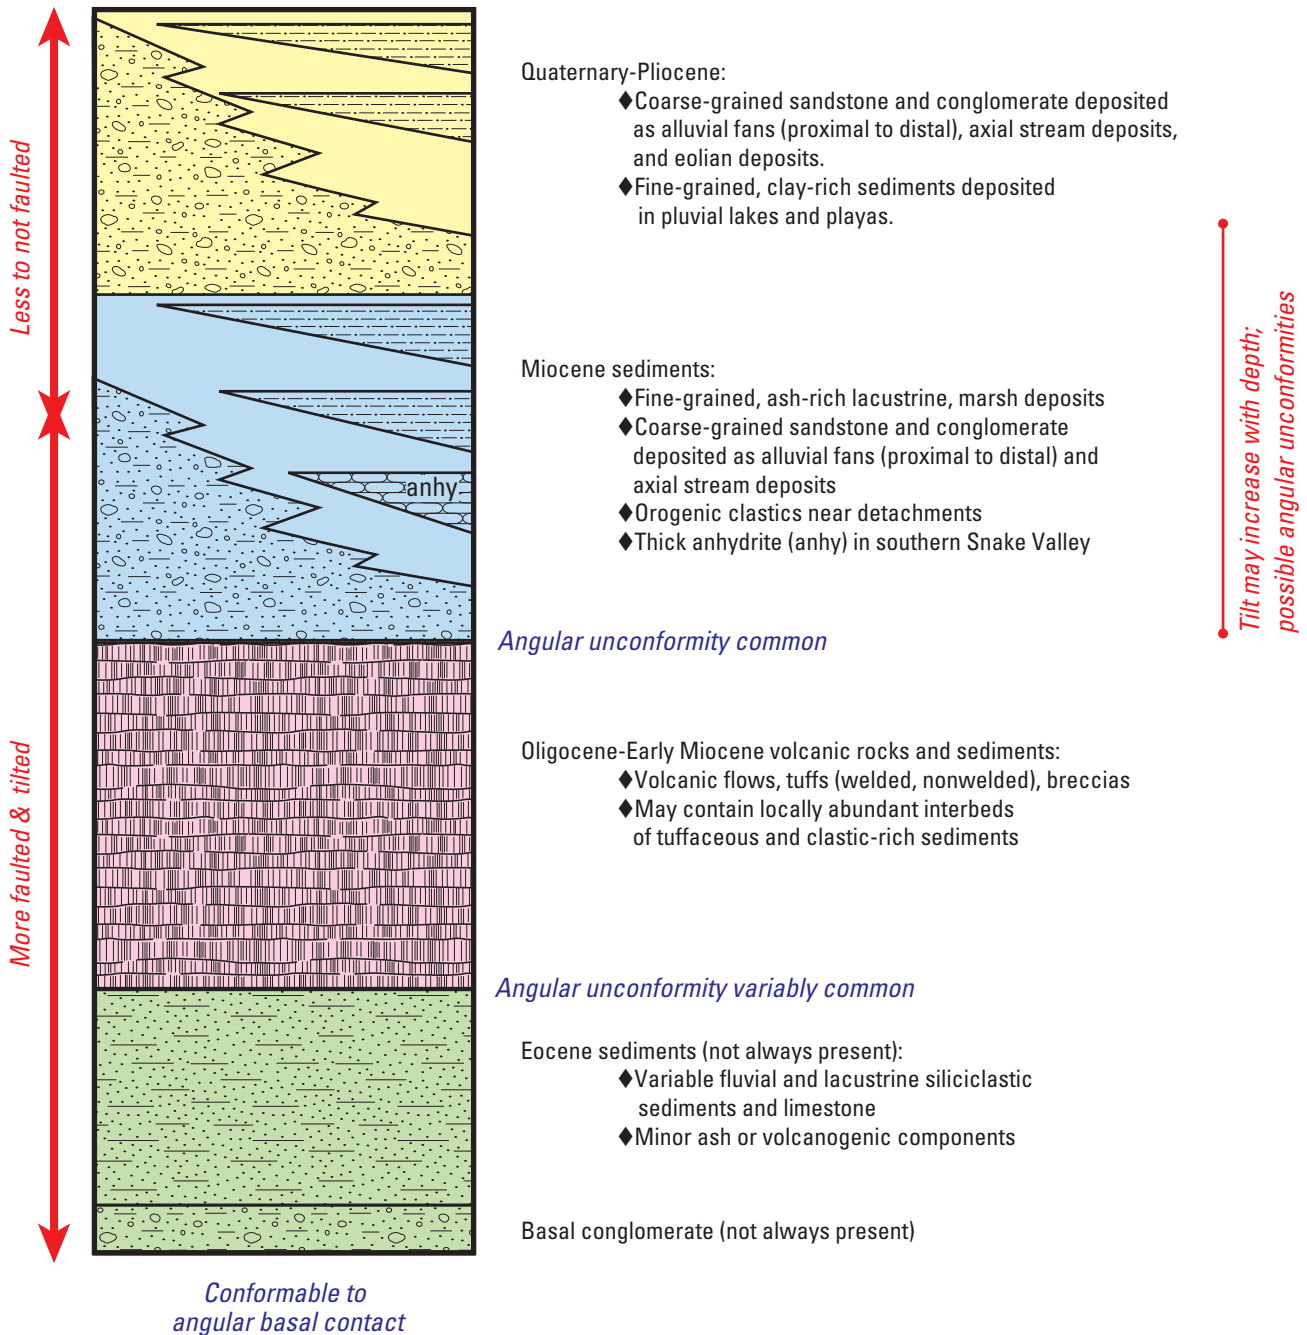 Quaternary-Pliocene:
♦Coarse-grained sandstone and conglomerate deposited
as alluvial fans (proximal to distal), axial stream deposits,
and eolian deposits.
♦Fine-grained, clay-rich sediments deposited
in pluvial lakes and playas.
Less to not faulted
Tilt may increase with depth;
possible angular unconformities
Miocene sediments:
♦Fine-grained, ash-rich lacustrine, marsh deposits
♦Coarse-grained sandstone and conglomerate
deposited as alluvial fans (proximal to distal) and
axial stream deposits
♦Orogenic clastics near detachments
♦Thick anhydrite (anhy) in southern Snake Valley
anhy
Angular unconformity common
More faulted & tilted
Oligocene-Early Miocene volcanic rocks and sediments:
♦Volcanic flows, tuffs (welded, nonwelded), breccias
♦May contain locally abundant interbeds
of tuffaceous and clastic-rich sediments
Angular unconformity variably common
Eocene sediments (not always present):
♦Variable fluvial and lacustrine siliciclastic
sediments and limestone
♦Minor ash or volcanogenic components
Basal conglomerate (not always present)
Conformable to
angular basal contact